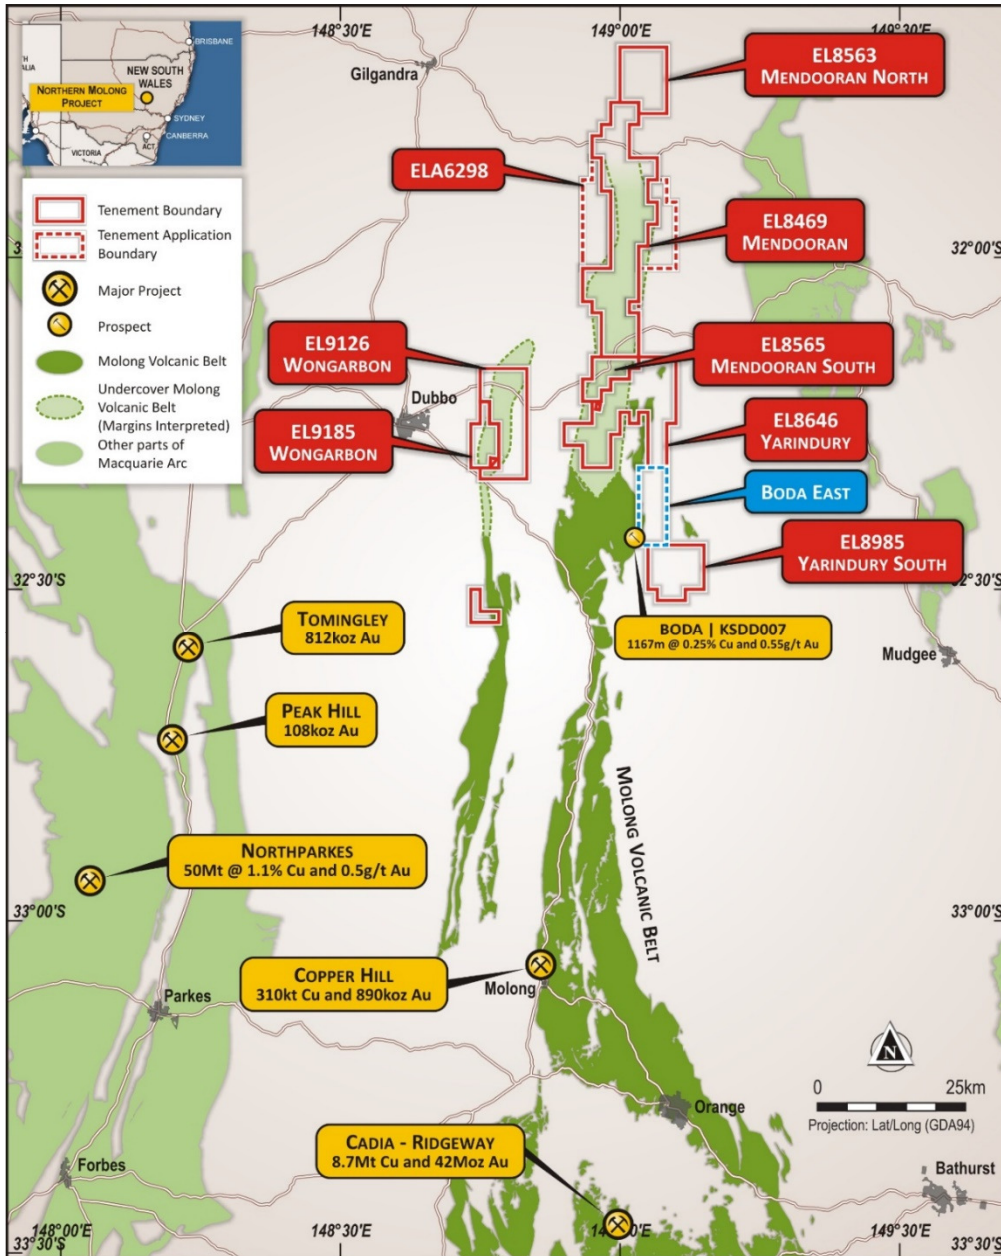 BRISBANE
NEW SOUTH
WALES
NORTHERN MOLONG
PROJECT
SYDNEY
CANBERRA
ACT
VICTORIA
Tenement Boundary
Tenement Application
Boundary
Major Project
Prospect
Molong Volcanic Belt
Undercover Molong
Volcanic Belt
(Margins Interpreted)
Other parts of
Macquarie Arc
148°30'E
149°00'E
149°30'E
Gilgandra
EL8563
MENDOORAN NORTH
ELA6298
EL8469
MENDOORAN
32°00'S
EL9126
WONGARBON
EL8565
MENDOORAN SOUTH
Dubbo
EL9185
WONGARBON
EL8646
YARINDURY
BODA EAST
EL8985
YARINDURY SOUTH
32°30'S
32°30'S
BODA | KSDD007
1167m @ 0.25% Cu and 0.55g/t Au
Mudgee
TOMINGLEY
812koz Au
PEAK HILL
108koz Au
MOLONG VOLCANIC BELT
NORTHPARKES
50Mt @ 1.1% Cu and 0.5g/t Au
33°00'S
33°00'S
COPPER HILL
310kt Cu and 890koz Au
Molong
Parkes
N
0 25km
Projection: Lat/Long (GDA94)
Orange
CADIA - RIDGEWAY
8.7Mt Cu and 42Moz Au
Forbes
Bathurst
148°00'E
148°30'E
149°30'E
33°30'S
33°30'S